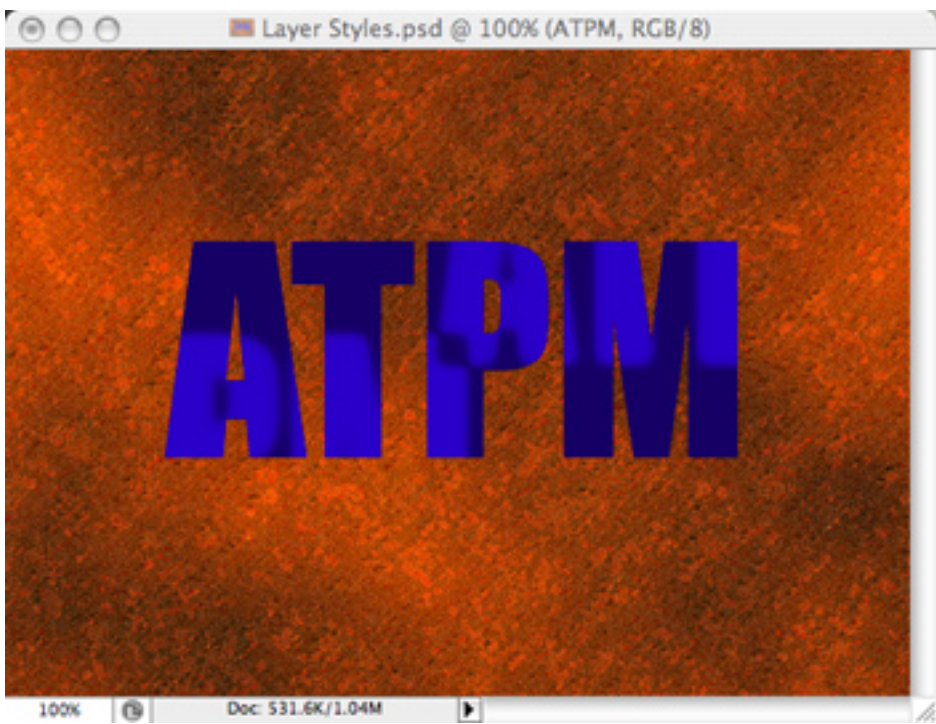 Layer Styles.psd @ 100% (ATPM, RGB/8)
ATPM
100% Doc: 531.6K/1.04M